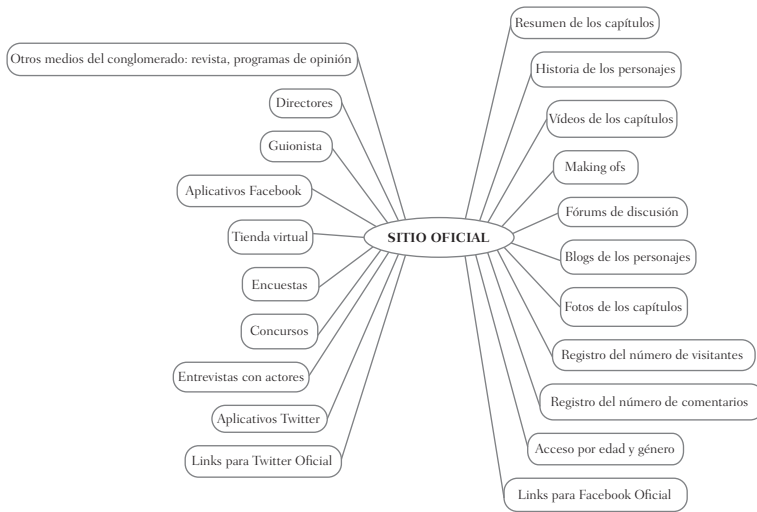 Resumen de los capítulos
Otros medios del conglomerado: revista, programas de opinión
Historia de los personajes
Directores
Vídeos de los capítulos
Guionista
Making ofs
Aplicativos Facebook
Fórums de discusión
Tienda virtual
SITIO OFICIAL
Blogs de los personajes
Encuestas
Fotos de los capítulos
Concursos
Registro del número de visitantes
Entrevistas con actores
Registro del número de comentarios
Aplicativos Twitter
Acceso por edad y género
Links para Twitter Oficial
Links para Facebook Oficial